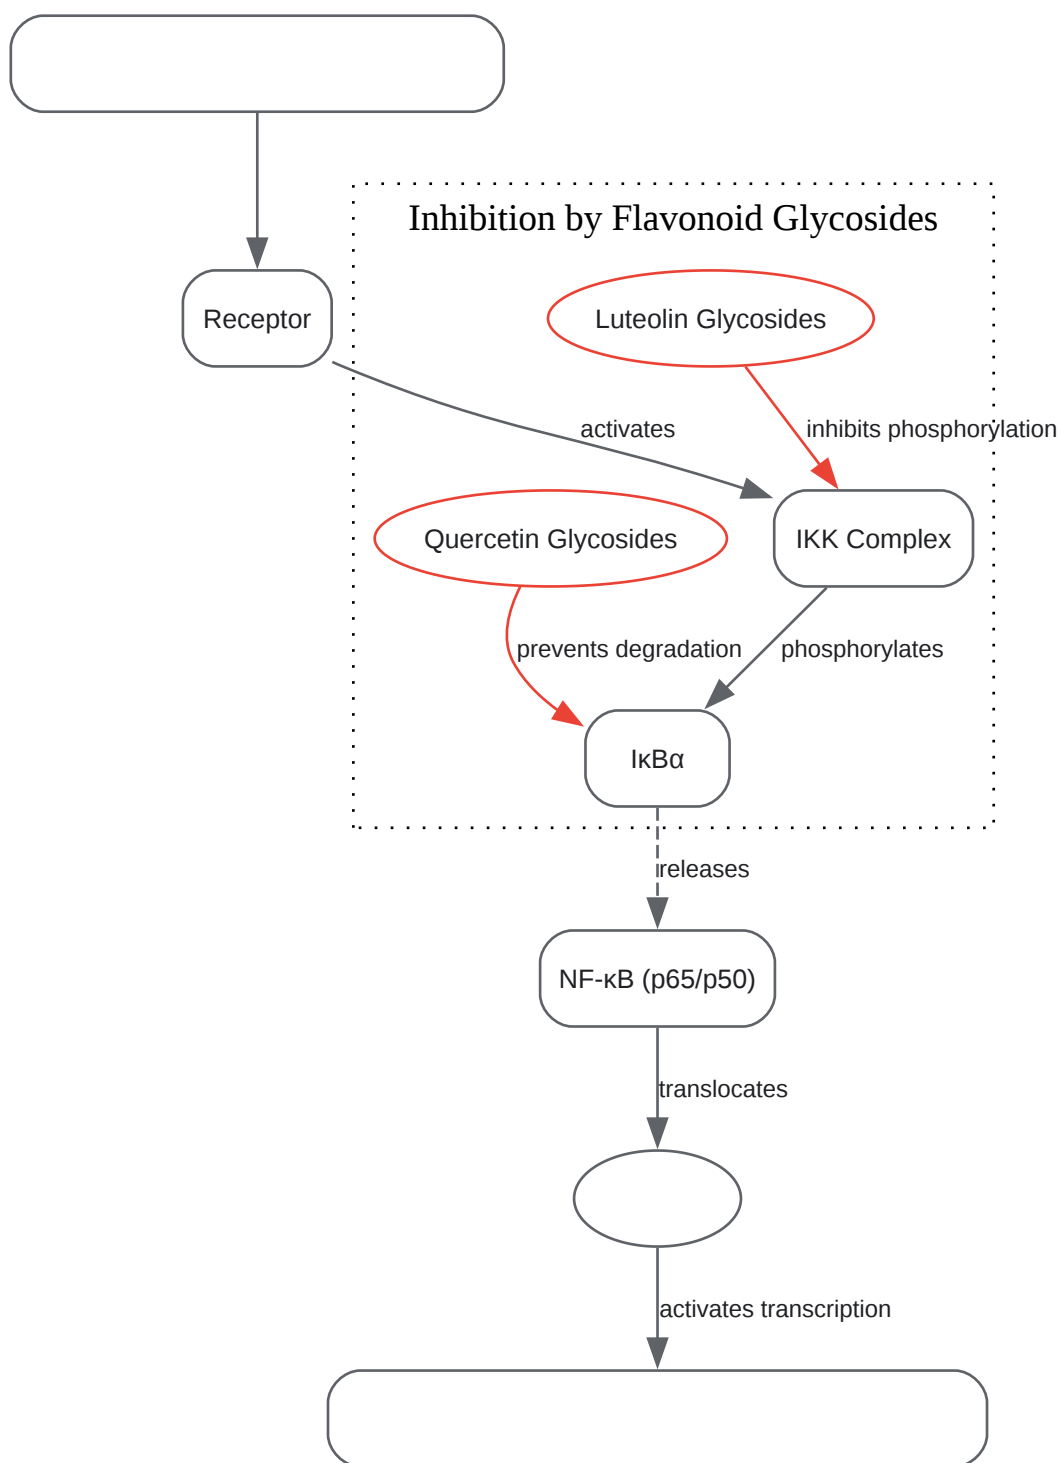 Inhibition by Flavonoid Glycosides
Receptor
Luteolin Glycosides
activates
inhibits phosphorylation
Quercetin Glycosides
IKK Complex
prevents degradation
phosphorylates
IκBα
releases
NF-κB (p65/p50)
translocates
activates transcription